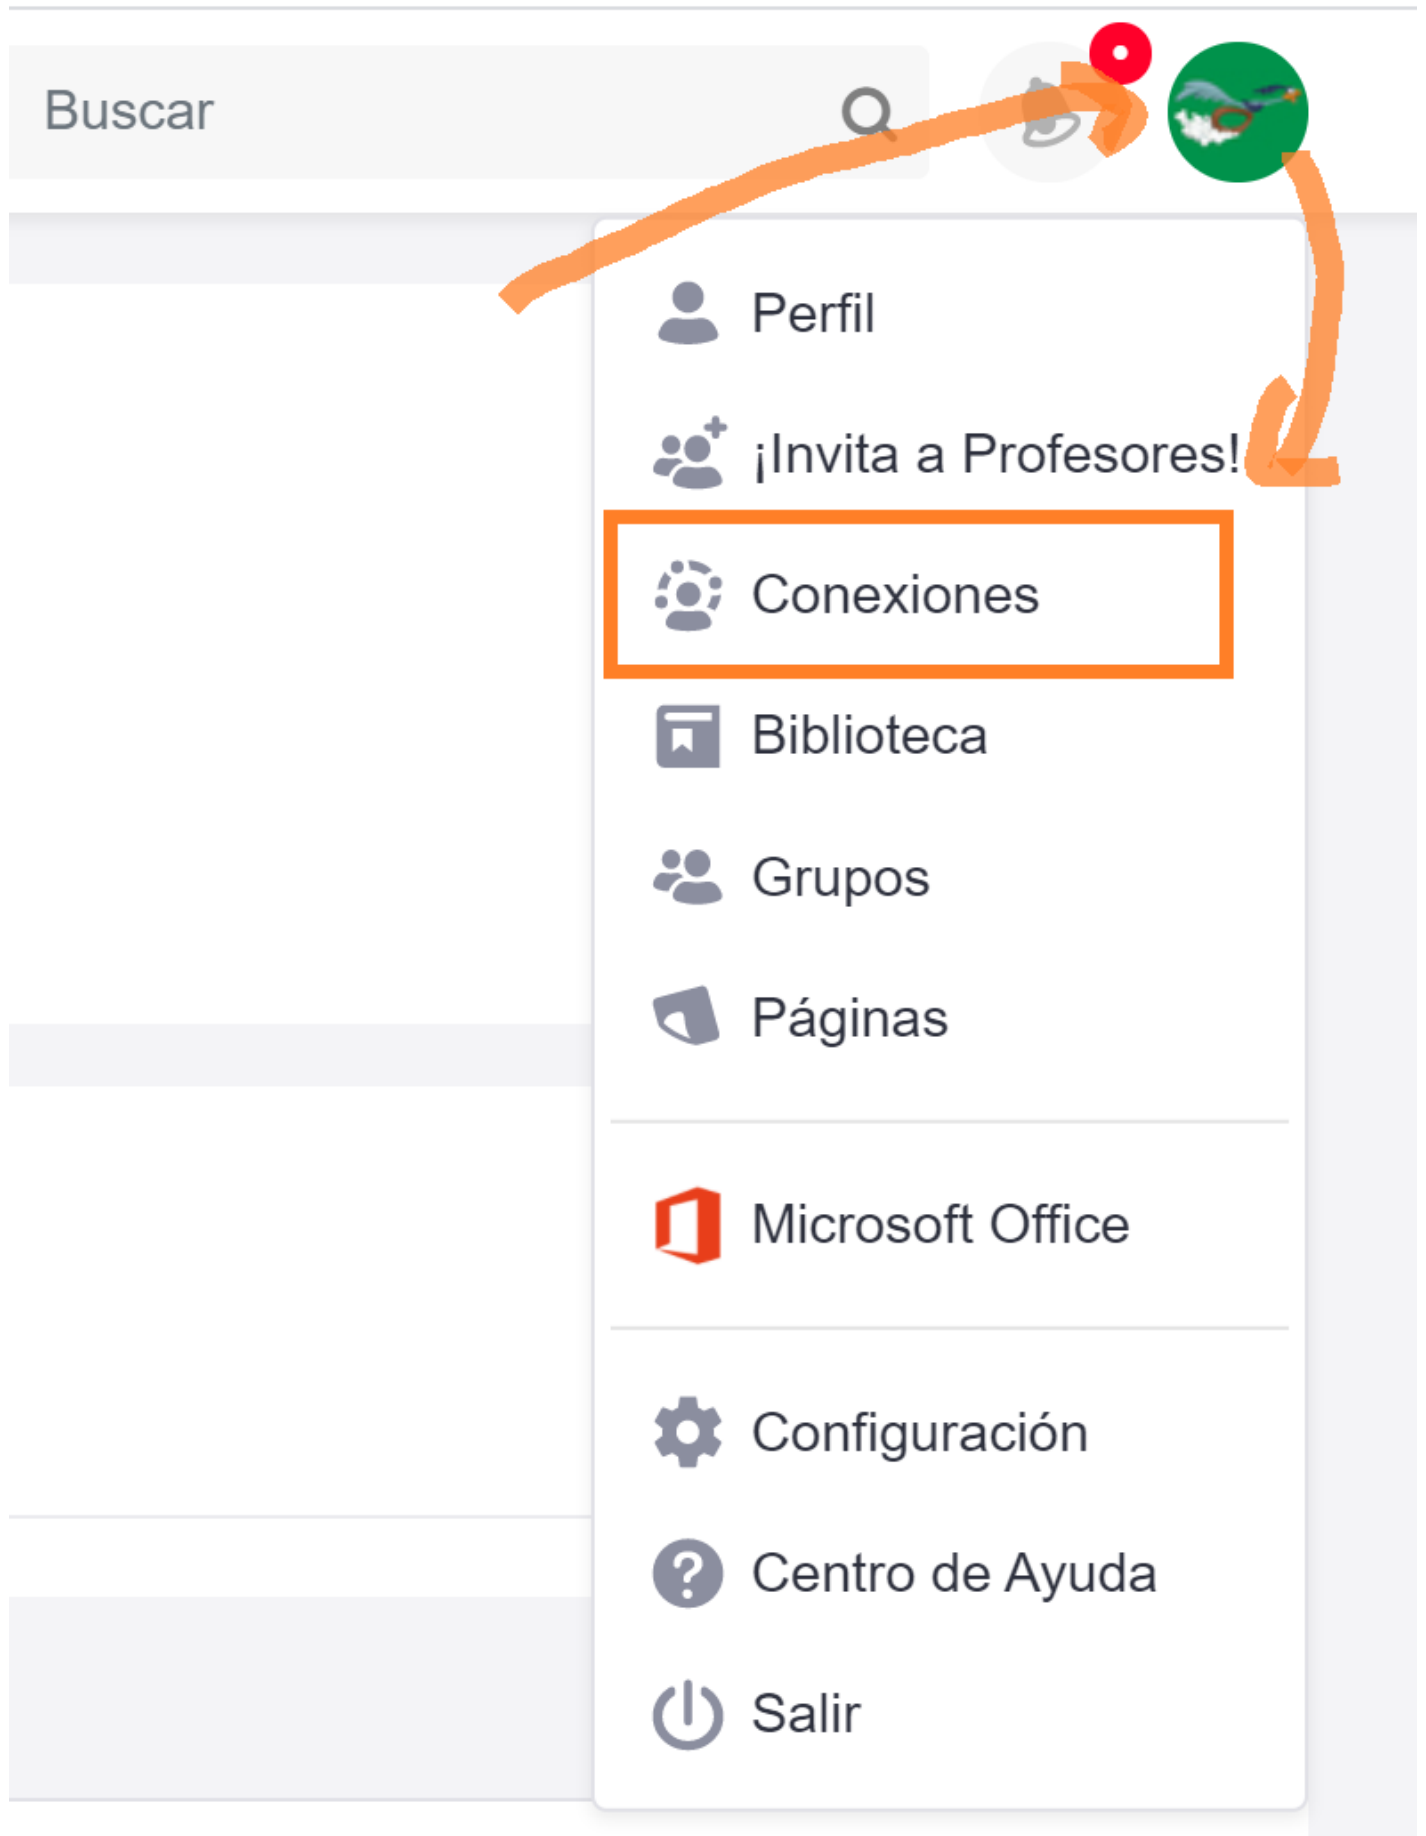 Buscar
Perfil
¡Invita a Profesores!
Conexiones
Biblioteca
Grupos
Páginas
Microsoft Office
Configuración
Centro de Ayuda
Salir